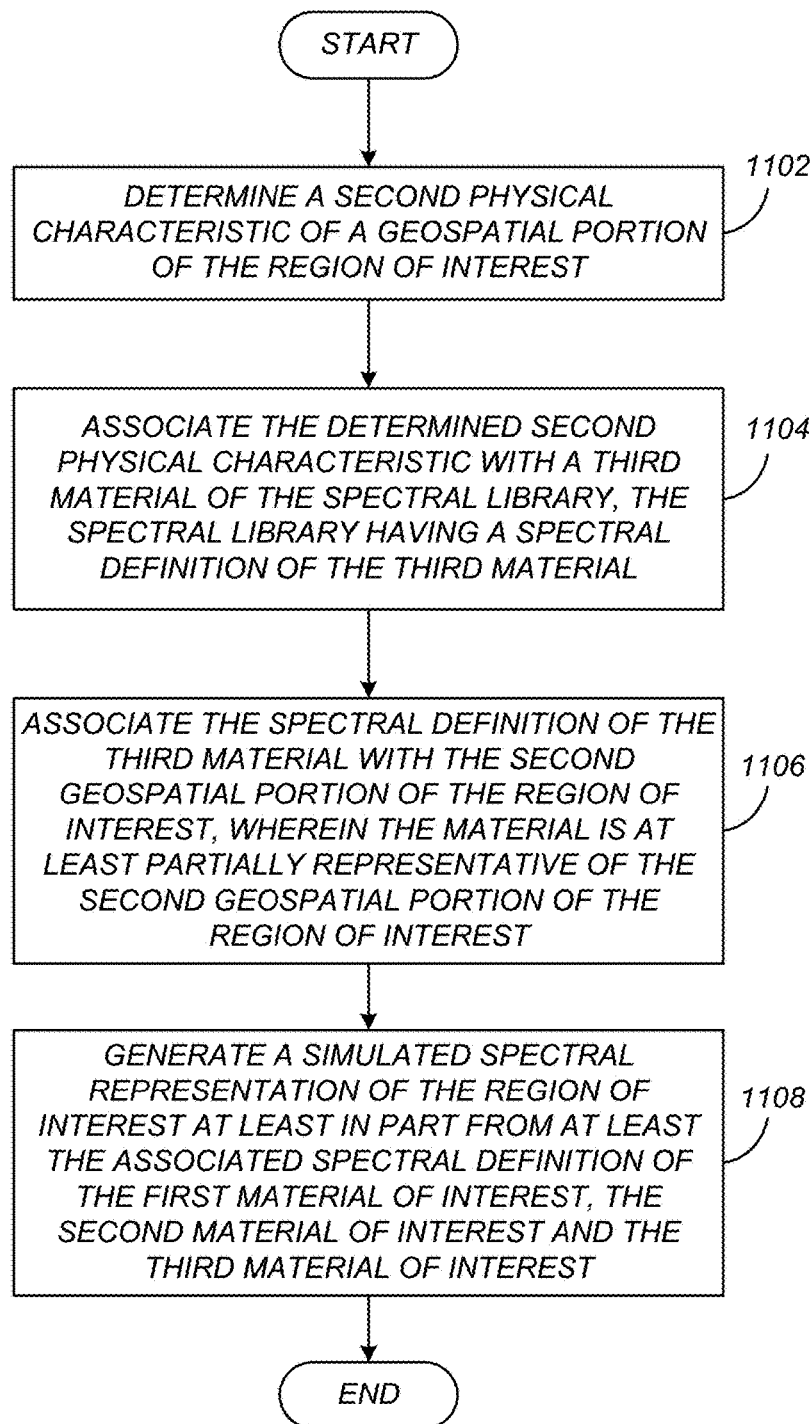 START
1102
DETERMINE A SECOND PHYSICAL
CHARACTERISTIC OF A GEOSPATIAL PORTION
OF THE REGION OF INTEREST
1104
ASSOCIATE THE DETERMINED SECOND
PHYSICAL CHARACTERISTIC WITH A THIRD
MATERIAL OF THE SPECTRAL LIBRARY, THE
SPECTRAL LIBRARY HAVING A SPECTRAL
DEFINITION OF THE THIRD MATERIAL
1106
ASSOCIATE THE SPECTRAL DEFINITION OF THE
THIRD MATERIAL WITH THE SECOND
GEOSPATIAL PORTION OF THE REGION OF
INTEREST, WHEREIN THE MATERIAL IS AT
LEAST PARTIALLY REPRESENTATIVE OF THE
SECOND GEOSPATIAL PORTION OF THE
REGION OF INTEREST
1108
GENERATE A SIMULATED SPECTRAL
REPRESENTATION OF THE REGION OF
INTEREST AT LEAST IN PART FROM AT LEAST
THE ASSOCIATED SPECTRAL DEFINITION OF
THE FIRST MATERIAL OF INTEREST, THE
SECOND MATERIAL OF INTEREST AND THE
THIRD MATERIAL OF INTEREST
END